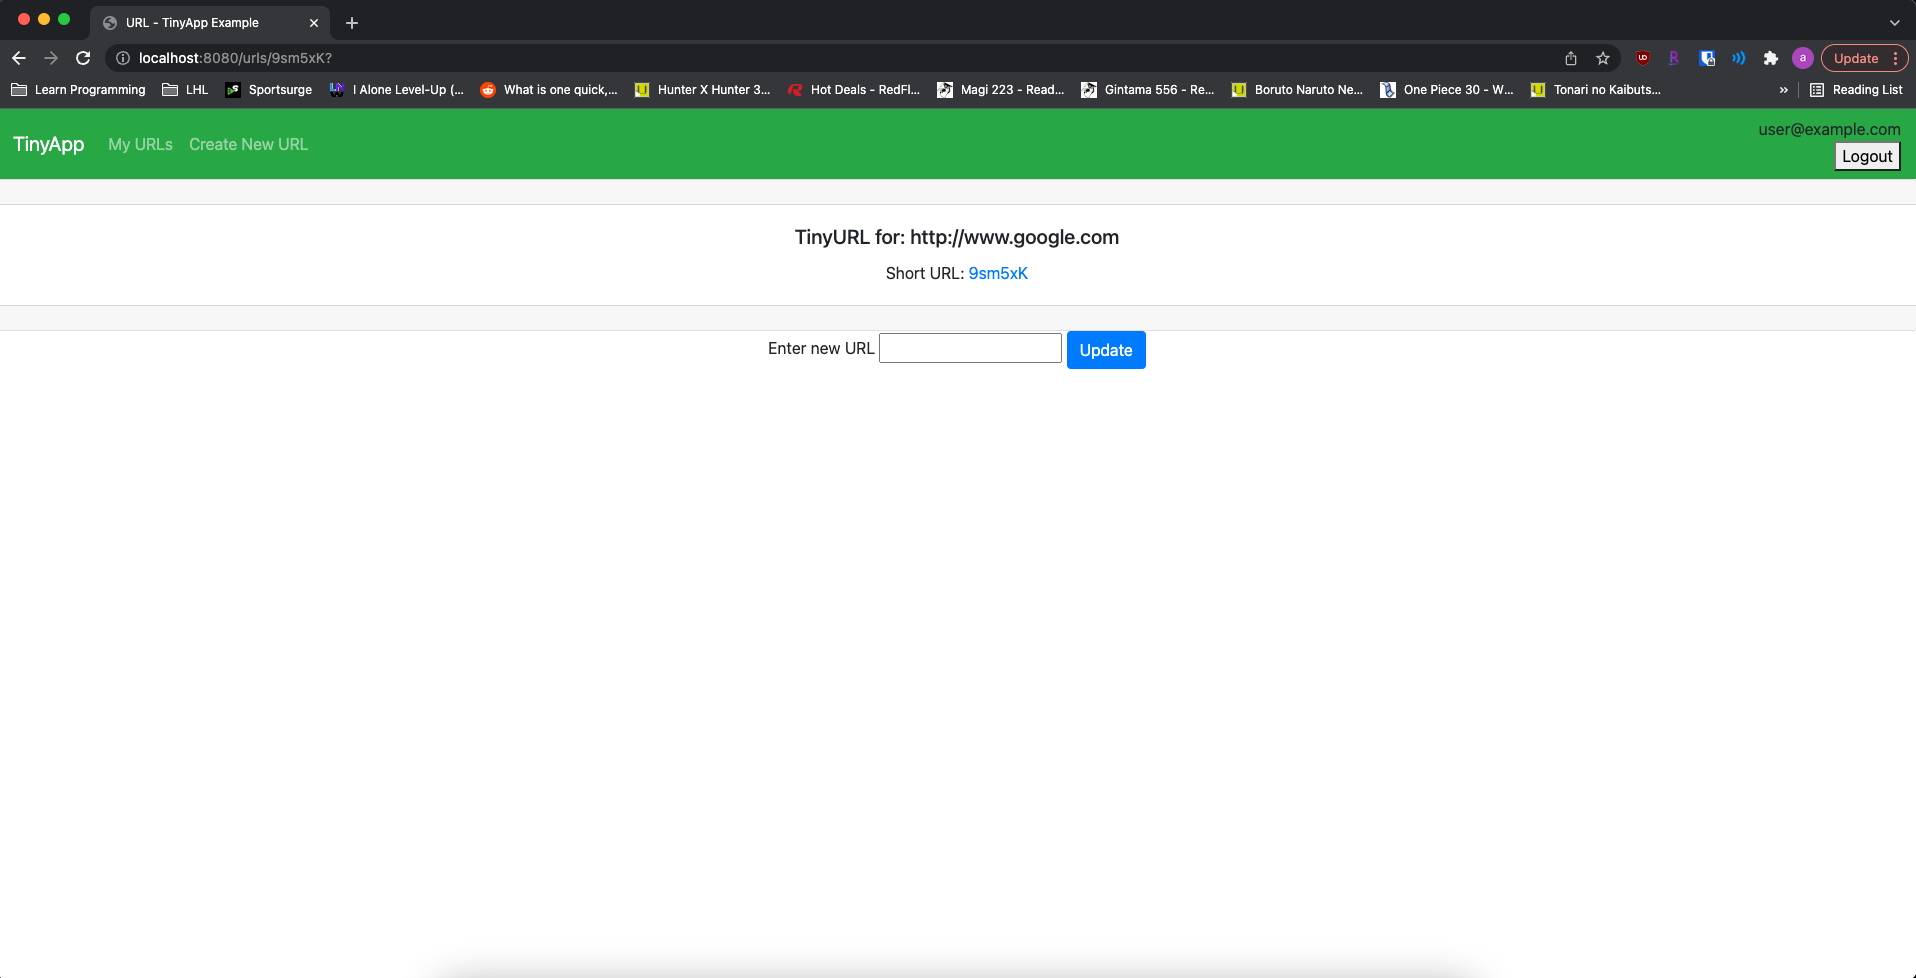 URL - TinyApp Example
localhost:8080/urls/9sm5xK?
a
Update
Learn Programming
LHL
Sportsurge
I Alone Level-Up (...
What is one quick,...
Hunter X Hunter 3...
Hot Deals - RedFl...
Magi 223 - Read...
Gintama 556 - Re...
Boruto Naruto Ne...
One Piece 30 - W...
Tonari no Kaibuts...
»
Reading List
TinyApp
My URLs
Create New URL
user@example.com
Logout
TinyURL for: http://www.google.com
Short URL: 9sm5xK
Enter new URL
Update